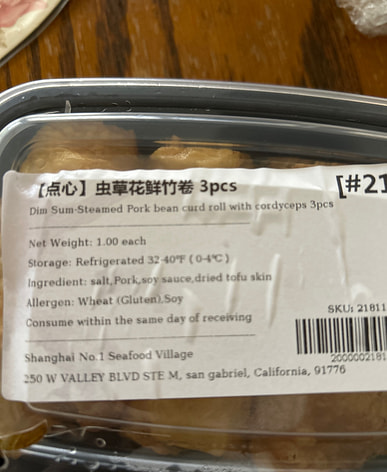 【点心】虫草花鲜竹卷 3pcs
[#21
Dim Sum-Steamed Pork bean curd roll with cordyceps 3pcs
Net Weight: 1.00 each
Storage: Refrigerated 32-40°F ( 0-4°C )
Ingredient: salt,Pork,soy sauce,dried tofu skin
Allergen: Wheat (Gluten),Soy
Consume within the same day of receiving
SKU: 21811
2000002181
Shanghai No.1 Seafood Village
250 W VALLEY BLVD STE M, san gabriel, California, 91776